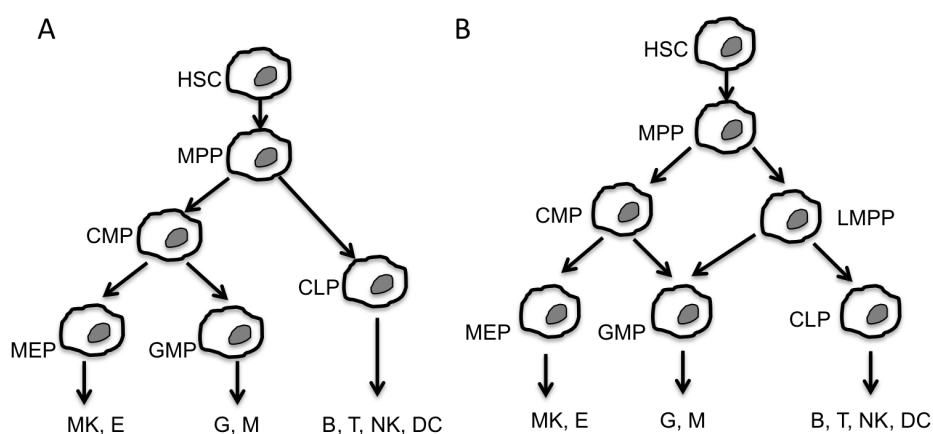 A
HSC
MPP
CMP
CLP
MEP
GMP
MK, E
G, M
B, T, NK, DC
B
HSC
MPP
CMP
LMPP
MEP
GMP
CLP
MK, E
G, M
B, T, NK, DC